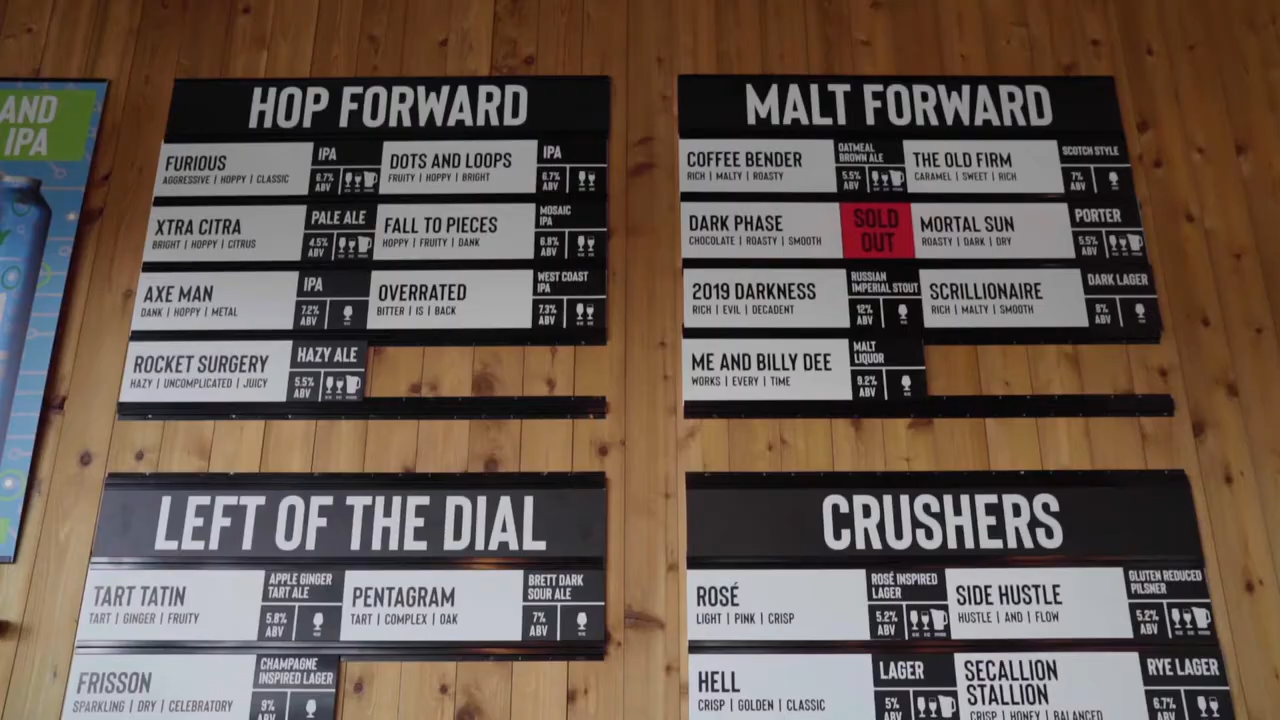 AND
IPA
HOP FORWARD
FURIOUS
AGGRESSIVE | HOPPY | CLASSIC
IPA
6.7%
ABV
DOTS AND LOOPS
FRUITY | HOPPY | BRIGHT
IPA
6.7%
ABV
XTRA CITRA
BRIGHT | HOPPY | CITRUS
PALE ALE
4.5%
ABV
FALL TO PIECES
HOPPY | FRUITY | DANK
MOSAIC
IPA
6.8%
ABV
AXE MAN
DANK | HOPPY | METAL
IPA
7.2%
ABV
OVERRATED
BITTER | IS | BACK
WEST COAST
IPA
7.3%
ABV
ROCKET SURGERY
HAZY | UNCOMPLICATED | JUICY
HAZY ALE
5.5%
ABV
MALT FORWARD
COFFEE BENDER
RICH | MALTY | ROASTY
OATMEAL
BROWN ALE
5.5%
ABV
THE OLD FIRM
CARAMEL | SWEET | RICH
SCOTCH STYLE
7%
ABV
DARK PHASE
CHOCOLATE | ROASTY | SMOOTH
SOLD
OUT
MORTAL SUN
ROASTY | DARK | DRY
PORTER
5.5%
ABV
2019 DARKNESS
RICH | EVIL | DECADENT
RUSSIAN
IMPERIAL STOUT
12%
ABV
SCRILLIONAIRE
RICH | MALTY | SMOOTH
DARK LAGER
8%
ABV
ME AND BILLY DEE
WORKS | EVERY | TIME
MALT
LIQUOR
9.2%
ABV
LEFT OF THE DIAL
TART TATIN
TART | GINGER | FRUITY
APPLE GINGER
TART ALE
5.8%
ABV
PENTAGRAM
TART | COMPLEX | OAK
BRETT DARK
SOUR ALE
7%
ABV
FRISSON
SPARKLING | DRY | CELEBRATORY
CHAMPAGNE
INSPIRED LAGER
9%
ABV
CRUSHERS
ROSÉ
LIGHT | PINK | CRISP
ROSÉ INSPIRED
LAGER
5.2%
ABV
SIDE HUSTLE
HUSTLE | AND | FLOW
GLUTEN REDUCED
PILSNER
5.2%
ABV
HELL
CRISP | GOLDEN | CLASSIC
LAGER
5%
ABV
SECALLION
STALLION
CRISP | HONEY | BALANCED
RYE LAGER
6.7%
ABV